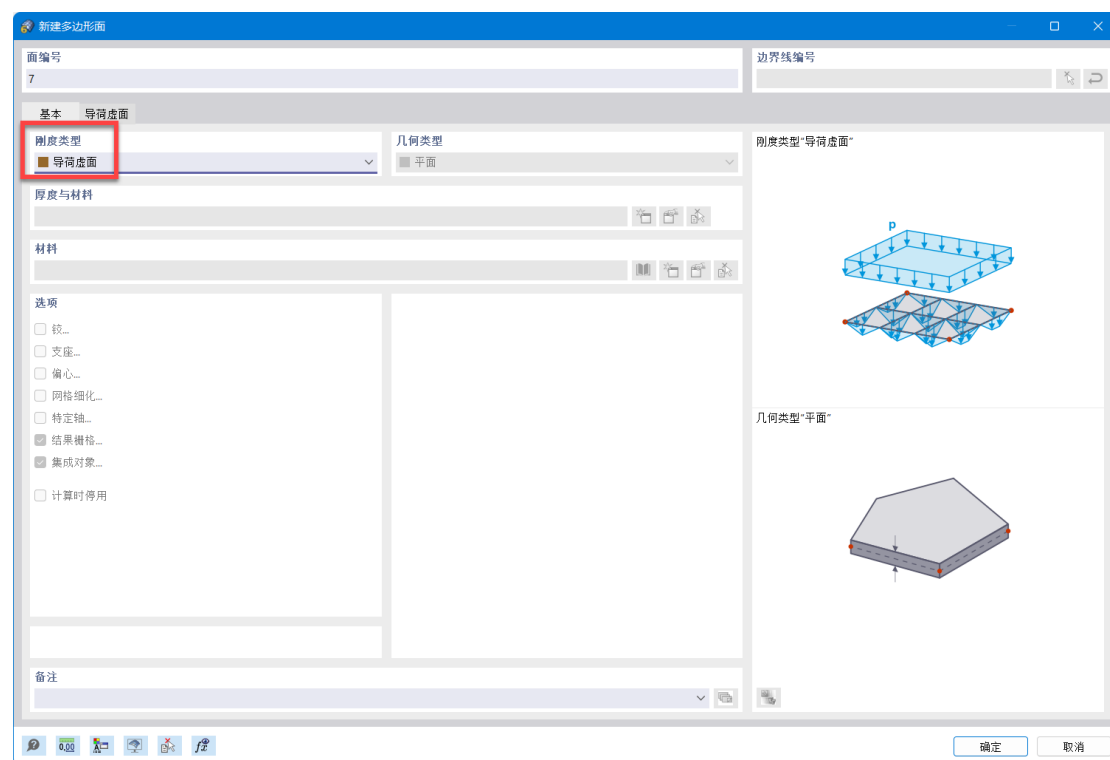 新建多边形面
面编号
7
边界线编号
基本 导荷虚面
刚度类型
导荷虚面
几何类型
平面
厚度与材料
材料
选项
铰...
支座...
偏心...
网格细化...
特定轴...
结果栅格...
集成对象...
计算时停用
备注
刚度类型"导荷虚面"
p
几何类型"平面"
0,00
确定 取消